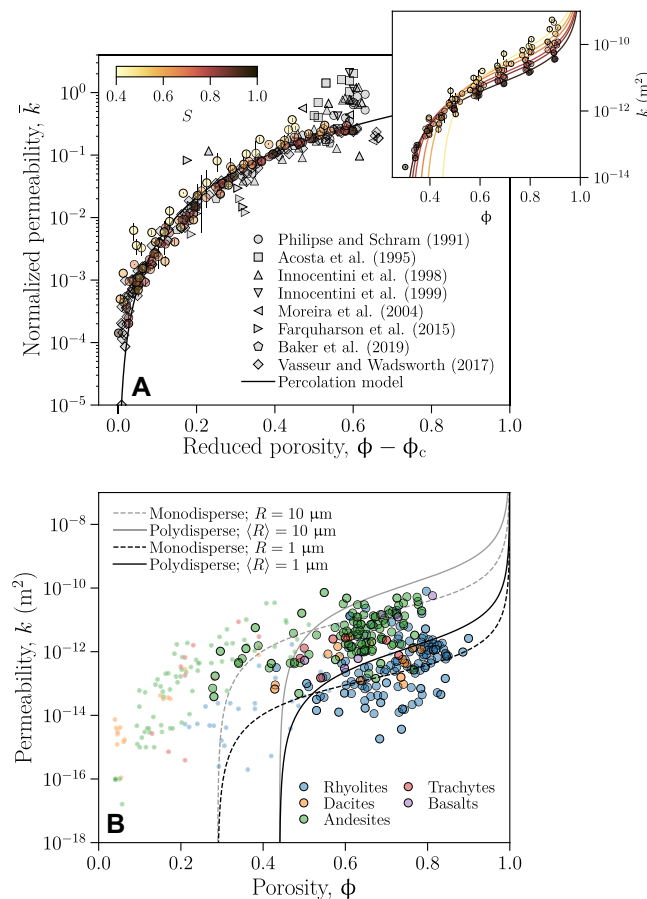 10⁰
10⁻¹
10⁻²
10⁻³
10⁻⁴
10⁻⁵
Normalized permeability, k̄
0.4 0.6 0.8 1.0
S
10⁻¹⁰
10⁻¹²
10⁻¹⁴
k (m²)
0.4 0.6 0.8 1.0
ϕ
Philipse and Schram (1991)
Acosta et al. (1995)
Innocentini et al. (1998)
Innocentini et al. (1999)
Moreira et al. (2004)
Farquharson et al. (2015)
Baker et al. (2019)
Vasseur and Wadsworth (2017)
Percolation model
A
0.0 0.2 0.4 0.6 0.8 1.0
Reduced porosity, ϕ − ϕc
Monodisperse; R = 10 μm
Polydisperse; ⟨R⟩ = 10 μm
Monodisperse; R = 1 μm
Polydisperse; ⟨R⟩ = 1 μm
10⁻⁸
10⁻¹⁰
10⁻¹²
10⁻¹⁴
10⁻¹⁶
10⁻¹⁸
Permeability, k (m²)
Rhyolites
Dacites
Andesites
Trachytes
Basalts
B
0.0 0.2 0.4 0.6 0.8 1.0
Porosity, ϕ